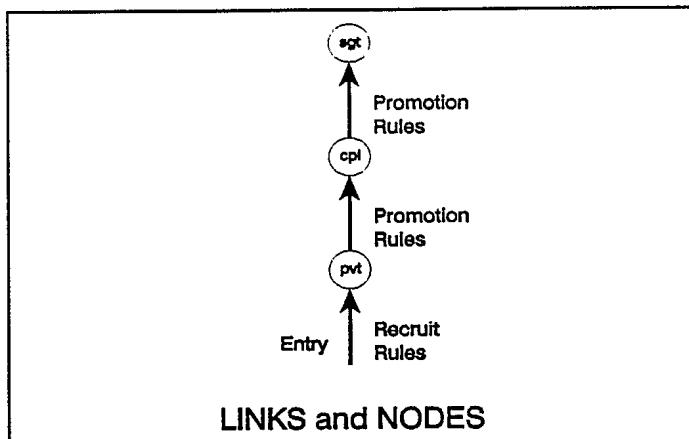 sgt
Promotion
Rules
cpl
Promotion
Rules
pvt
Entry
Recruit
Rules
LINKS and NODES